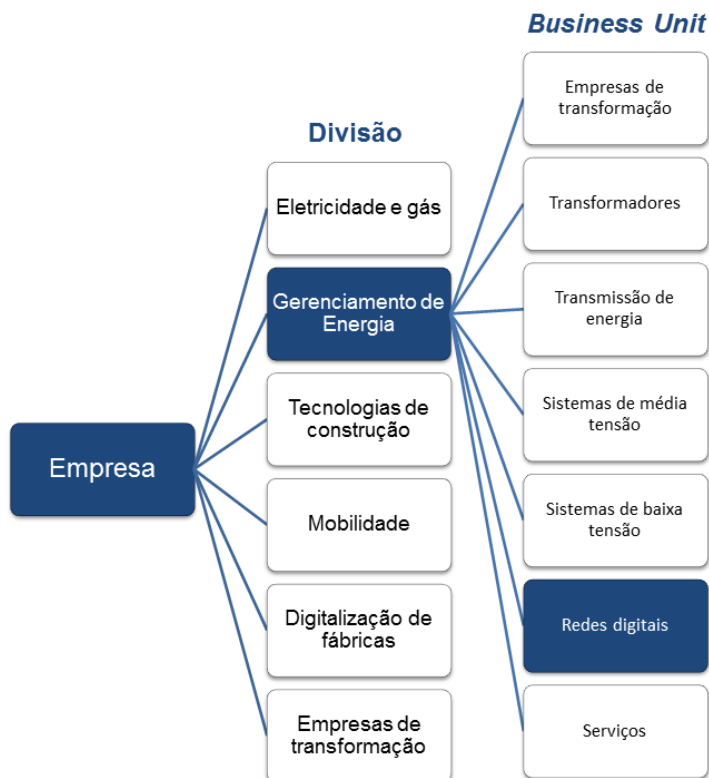 Business Unit
Empresas de
transformação
Divisão
Transformadores
Eletricidade e gás
Gerenciamento de
Energia
Transmissão de
energia
Tecnologias de
construção
Sistemas de média
tensão
Empresa
Mobilidade
Sistemas de baixa
tensão
Digitalização de
fábricas
Redes digitais
Empresas de
transformação
Serviços